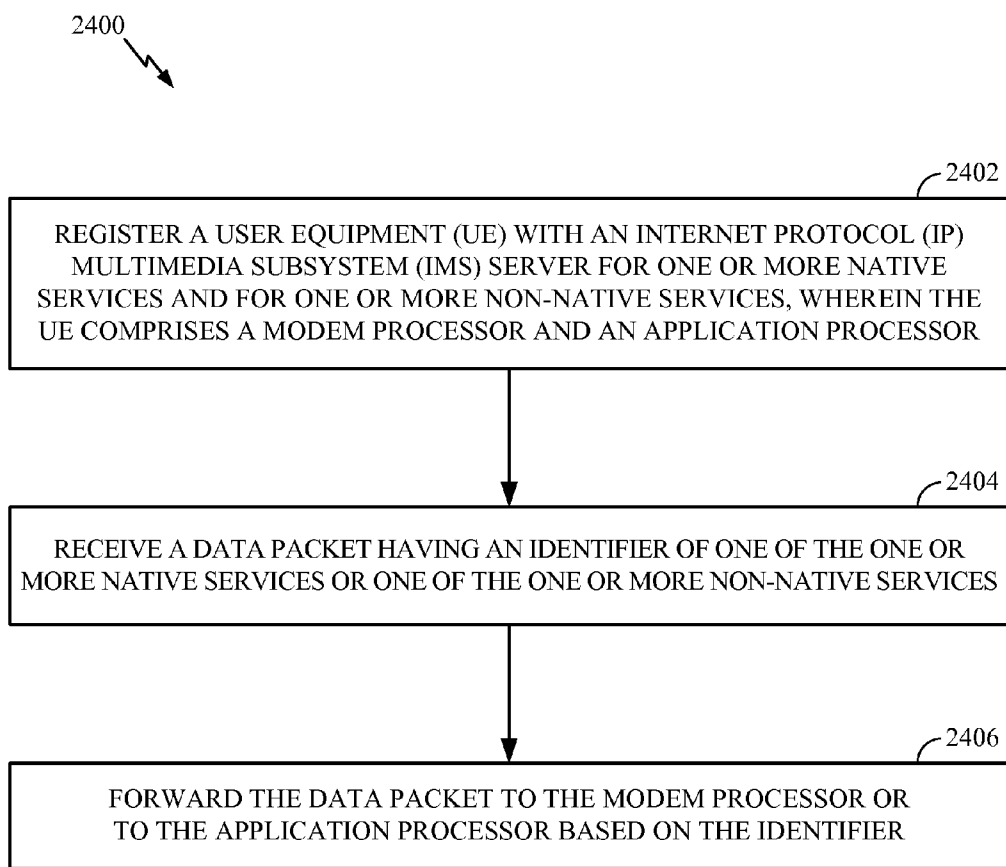 2400
2402
REGISTER A USER EQUIPMENT (UE) WITH AN INTERNET PROTOCOL (IP)
MULTIMEDIA SUBSYSTEM (IMS) SERVER FOR ONE OR MORE NATIVE
SERVICES AND FOR ONE OR MORE NON-NATIVE SERVICES, WHEREIN THE
UE COMPRISES A MODEM PROCESSOR AND AN APPLICATION PROCESSOR
2404
RECEIVE A DATA PACKET HAVING AN IDENTIFIER OF ONE OF THE ONE OR
MORE NATIVE SERVICES OR ONE OF THE ONE OR MORE NON-NATIVE SERVICES
2406
FORWARD THE DATA PACKET TO THE MODEM PROCESSOR OR
TO THE APPLICATION PROCESSOR BASED ON THE IDENTIFIER